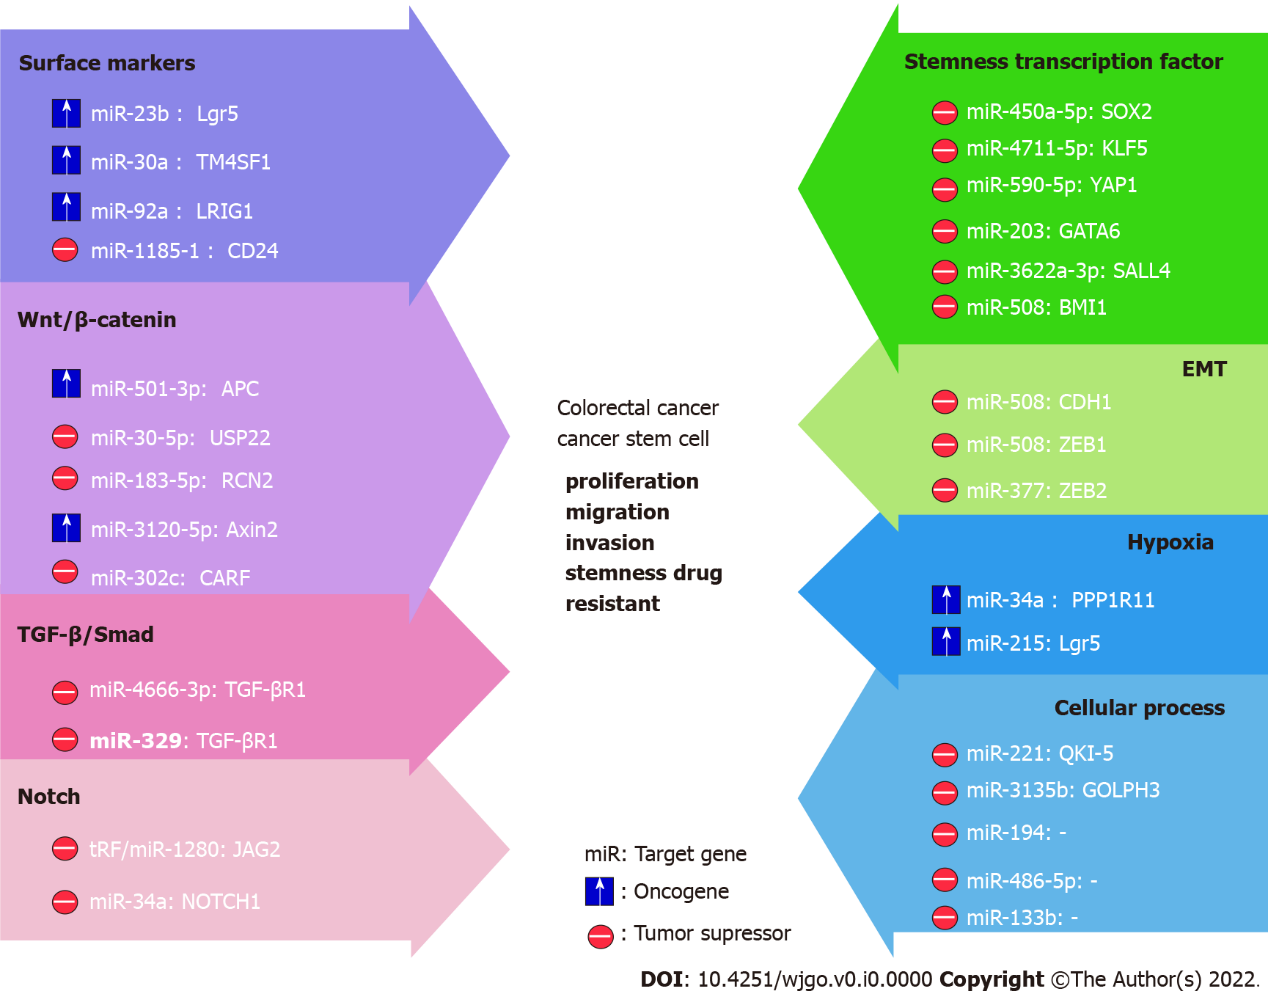 Surface markers
miR-23b : Lgr5
miR-30a : TM4SF1
miR-92a : LRIG1
miR-1185-1 : CD24
Wnt/β-catenin
miR-501-3p: APC
miR-30-5p: USP22
miR-183-5p: RCN2
miR-3120-5p: Axin2
miR-302c: CARF
TGF-β/Smad
miR-4666-3p: TGF-βR1
miR-329: TGF-βR1
Notch
tRF/miR-1280: JAG2
miR-34a: NOTCH1
Colorectal cancer
cancer stem cell
proliferation
migration
invasion
stemness drug
resistant
miR: Target gene
: Oncogene
: Tumor supressor
Stemness transcription factor
miR-450a-5p: SOX2
miR-4711-5p: KLF5
miR-590-5p: YAP1
miR-203: GATA6
miR-3622a-3p: SALL4
miR-508: BMI1
EMT
miR-508: CDH1
miR-508: ZEB1
miR-377: ZEB2
Hypoxia
miR-34a : PPP1R11
miR-215: Lgr5
Cellular process
miR-221: QKI-5
miR-3135b: GOLPH3
miR-194: -
miR-486-5p: -
miR-133b: -
DOI: 10.4251/wjgo.v0.i0.0000 Copyright ©The Author(s) 2022.